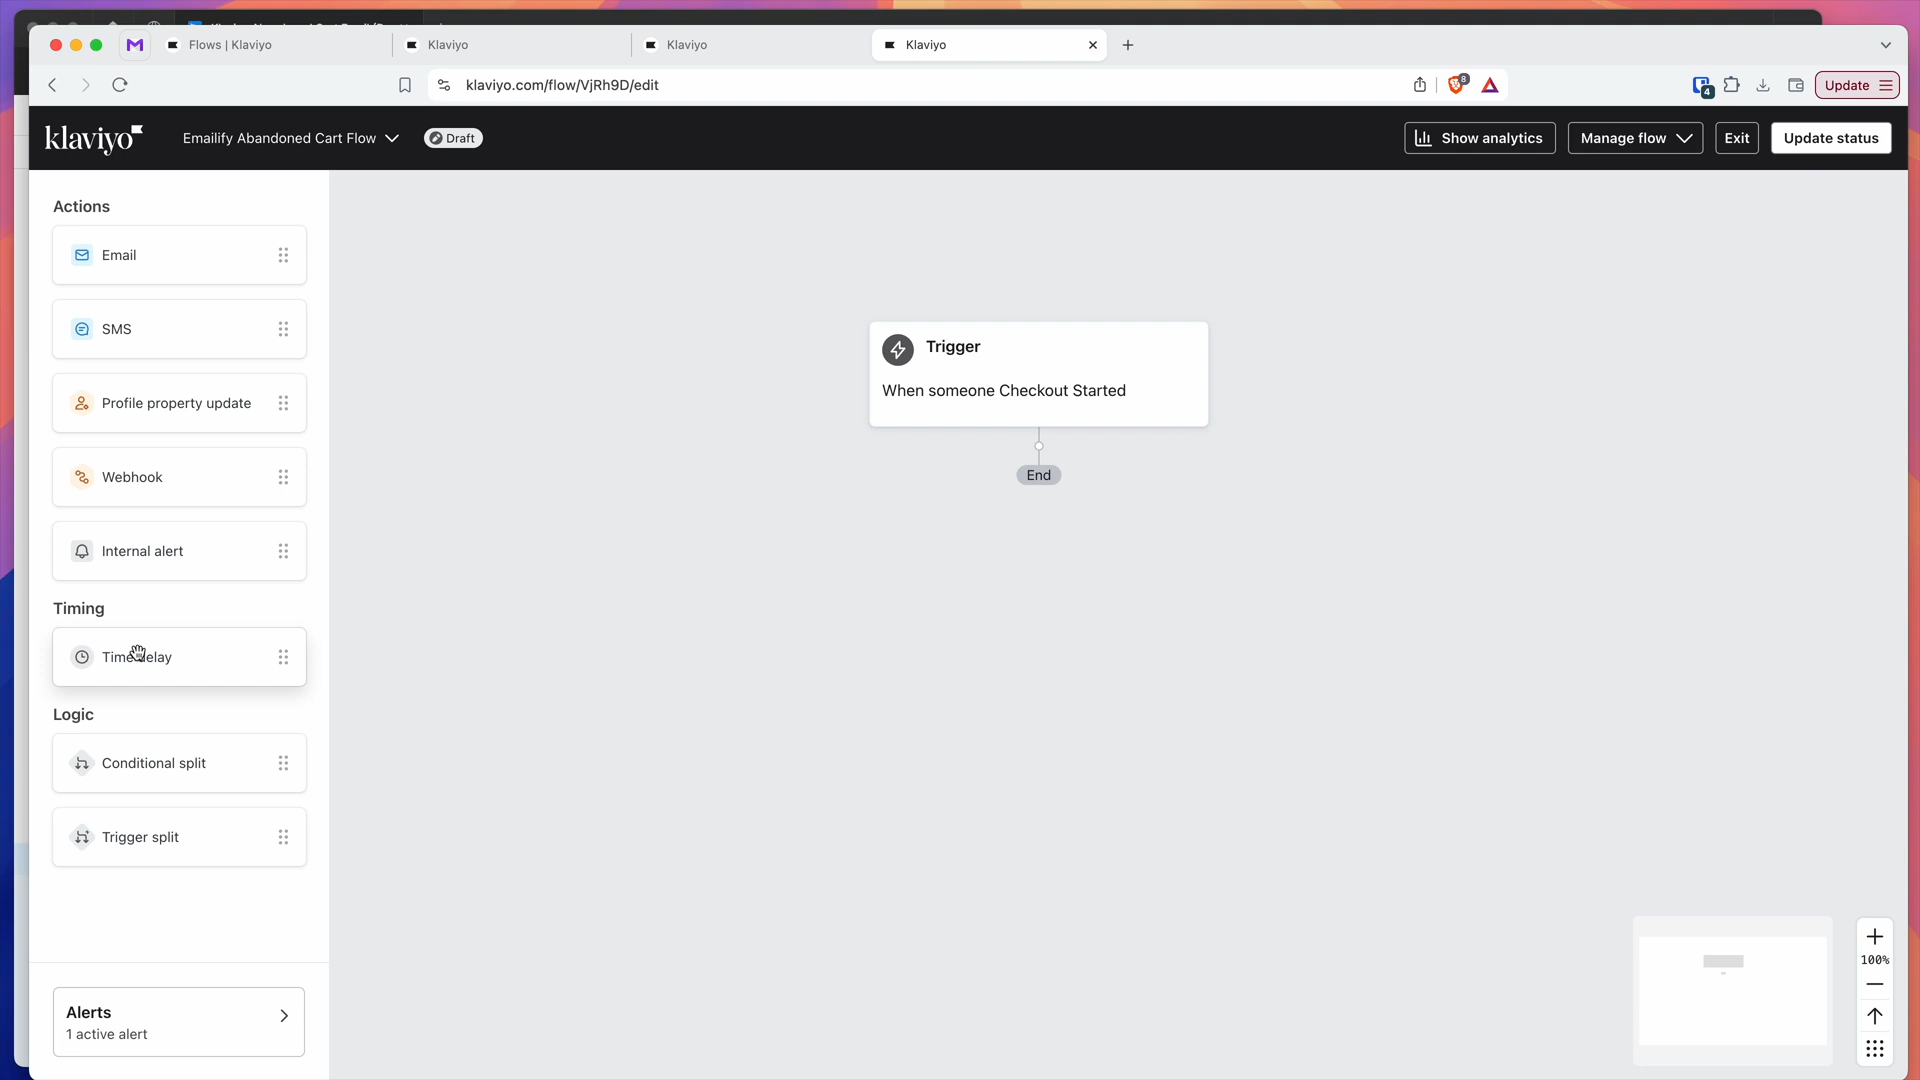 Flows | Klaviyo
Klaviyo
Klaviyo
Klaviyo
klaviyo.com/flow/VjRh9D/edit
8
4
Update
klaviyo
Emailify Abandoned Cart Flow
Draft
Show analytics
Manage flow
Exit
Update status
Actions
Email
SMS
Profile property update
Webhook
Internal alert
Timing
Time delay
Logic
Conditional split
Trigger split
Alerts
1 active alert
Trigger
When someone Checkout Started
End
100%